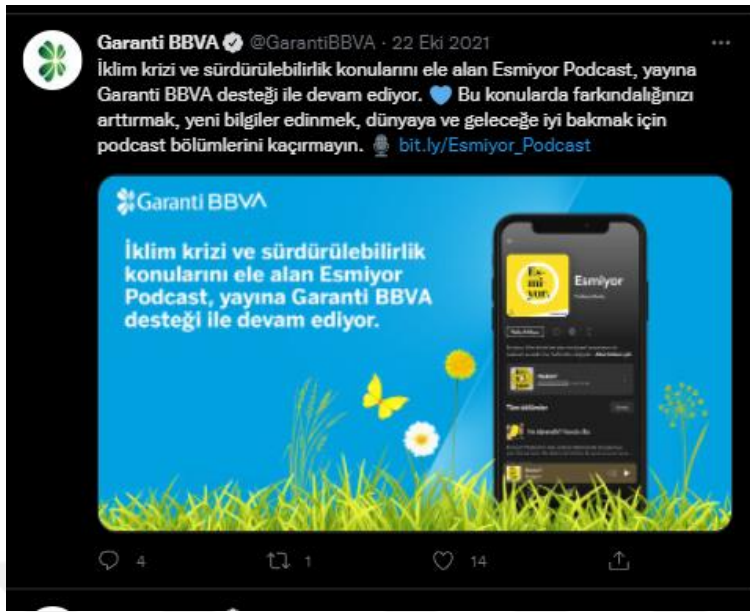 Garanti BBVA @GarantiBBVA · 22 Eki 2021
İklim krizi ve sürdürülebilirlik konularını ele alan Esmiyor Podcast, yayına
Garanti BBVA desteği ile devam ediyor. 💙 Bu konularda farkındalığınızı
arttırmak, yeni bilgiler edinmek, dünyaya ve geleceğe iyi bakmak için
podcast bölümlerini kaçırmayın. 🎙️ bit.ly/Esmiyor_Podcast
Garanti BBVA
İklim krizi ve sürdürülebilirlik
konularını ele alan Esmiyor
Podcast, yayına Garanti BBVA
desteği ile devam ediyor.
Es-
mi
yor.
Esmiyor
Tüm bölümler
4 1 14